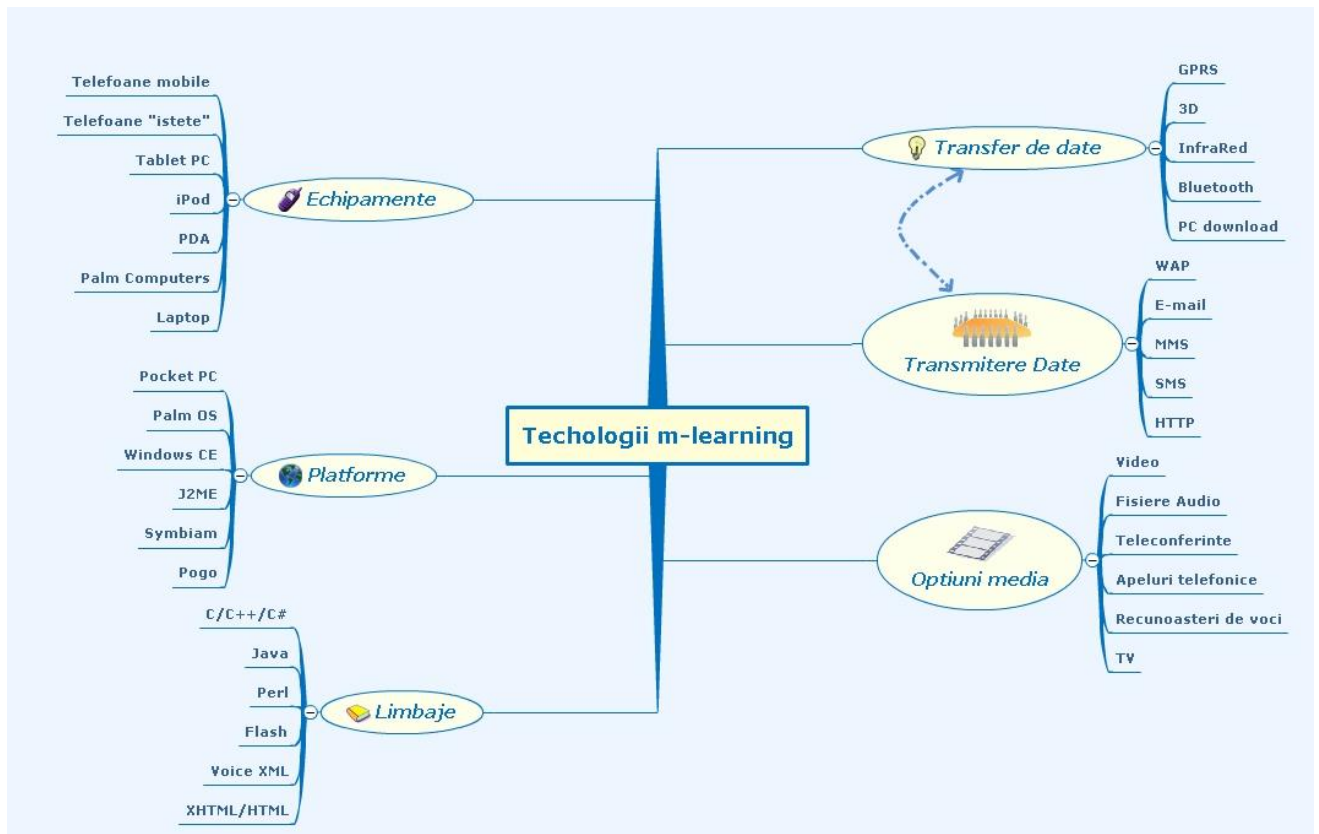 Techologii m-learning
Echipamente
Telefoane mobile
Telefoane "istete"
Tablet PC
iPod
PDA
Palm Computers
Laptop
Platforme
Pocket PC
Palm OS
Windows CE
J2ME
Symbiam
Pogo
Limbaje
C/C++/C#
Java
Perl
Flash
Voice XML
XHTML/HTML
Transfer de date
GPRS
3D
InfraRed
Bluetooth
PC download
Transmitere Date
WAP
E-mail
MMS
SMS
HTTP
Optiuni media
Video
Fisiere Audio
Teleconferinte
Apeluri telefonice
Recunoasteri de voci
TV